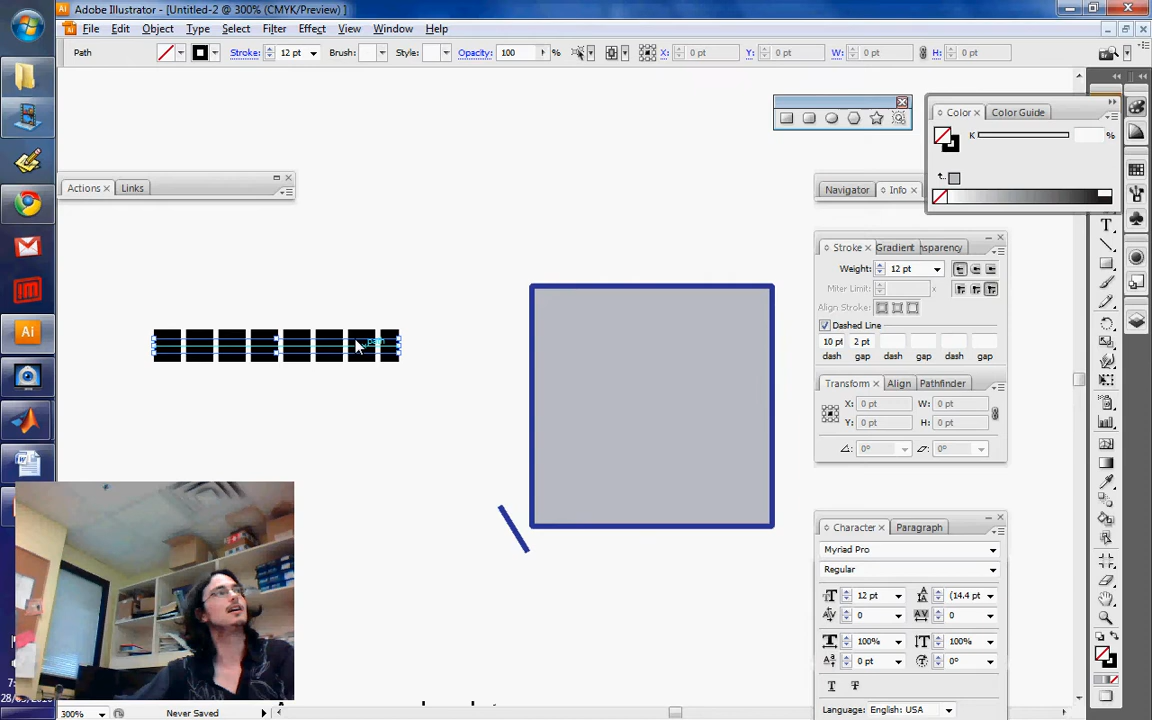 Adobe Illustrator - [Untitled-2 @ 300% (CMYK/Preview) ]
File Edit Object Type Select Filter Effect View Window Help
Path Stroke: 12 pt Brush: Style: Opacity: 100 % X: 0 pt Y: 0 pt W: 0 pt H: 0 pt
Color Color Guide
K %
Actions Links
Navigator Info
Stroke Gradient
Weight: 12 pt
Miter Limit: x
Align Stroke:
Dashed Line
10 pt 2 pt
dash gap dash gap dash gap
path
Transform Align Pathfinder
X: 0 pt W: 0 pt
Y: 0 pt H: 0 pt
0° 0°
Character Paragraph
Myriad Pro
Regular
12 pt (14.4 pt
0 0
100% 100%
0 pt 0°
Language: English: USA
300% Never Saved